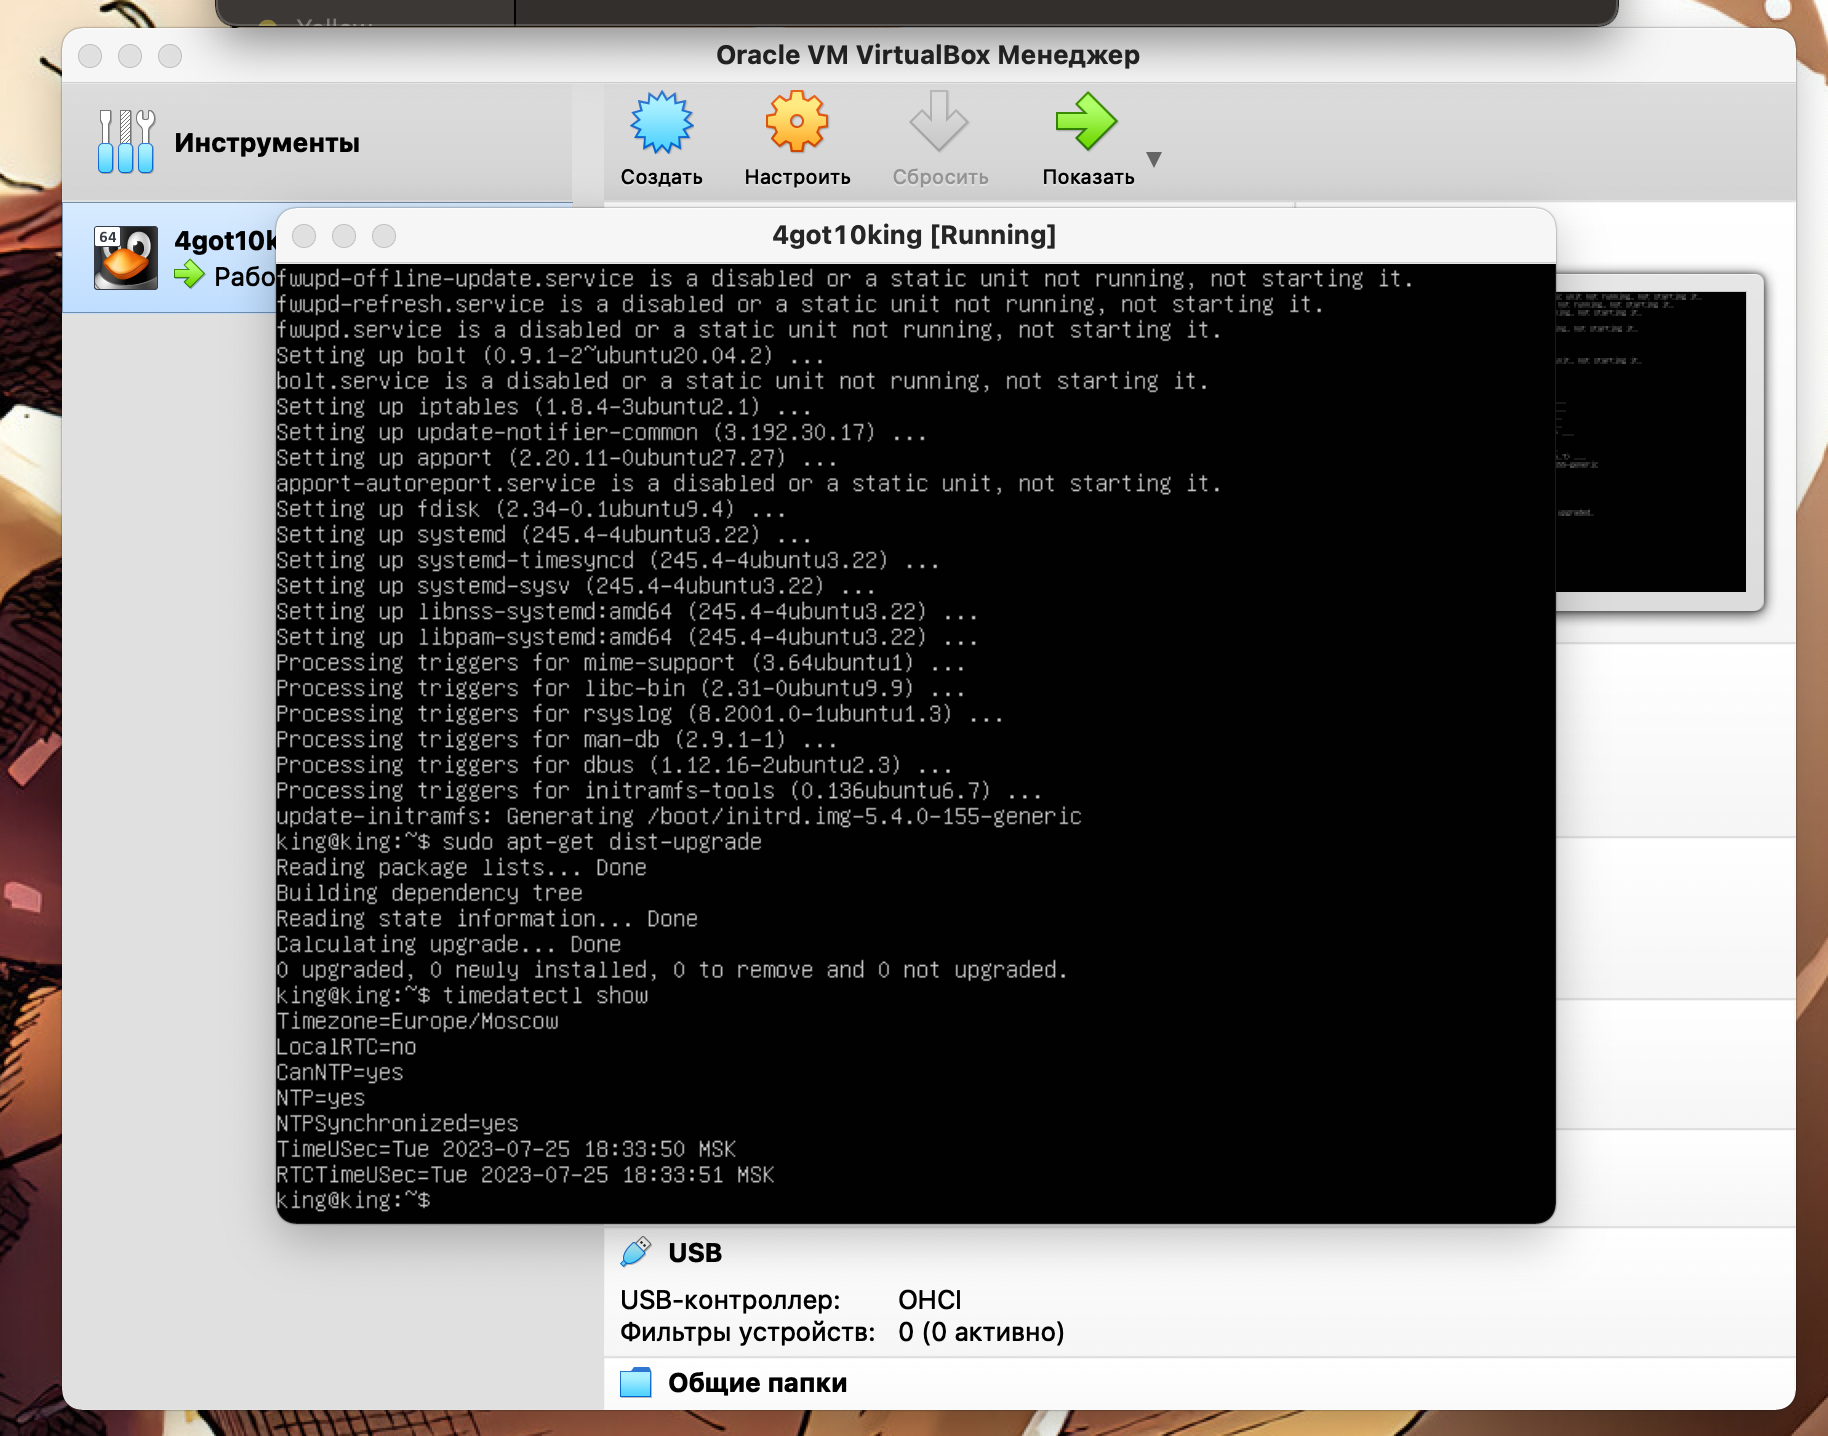 Oracle VM VirtualBox Менеджер
Инструменты
Создать
Настроить
Сбросить
Показать
64
4got10k
Рабо
4got10king [Running]
fwupd-offline-update.service is a disabled or a static unit not running, not starting it.
fwupd-refresh.service is a disabled or a static unit not running, not starting it.
fwupd.service is a disabled or a static unit not running, not starting it.
Setting up bolt (0.9.1-2~ubuntu20.04.2) ...
bolt.service is a disabled or a static unit not running, not starting it.
Setting up iptables (1.8.4-3ubuntu2.1) ...
Setting up update-notifier-common (3.192.30.17) ...
Setting up apport (2.20.11-0ubuntu27.27) ...
apport-autoreport.service is a disabled or a static unit, not starting it.
Setting up fdisk (2.34-0.1ubuntu9.4) ...
Setting up systemd (245.4-4ubuntu3.22) ...
Setting up systemd-timesyncd (245.4-4ubuntu3.22) ...
Setting up systemd-sysv (245.4-4ubuntu3.22) ...
Setting up libnss-systemd:amd64 (245.4-4ubuntu3.22) ...
Setting up libpam-systemd:amd64 (245.4-4ubuntu3.22) ...
Processing triggers for mime-support (3.64ubuntu1) ...
Processing triggers for libc-bin (2.31-0ubuntu9.9) ...
Processing triggers for rsyslog (8.2001.0-1ubuntu1.3) ...
Processing triggers for man-db (2.9.1-1) ...
Processing triggers for dbus (1.12.16-2ubuntu2.3) ...
Processing triggers for initramfs-tools (0.136ubuntu6.7) ...
update-initramfs: Generating /boot/initrd.img-5.4.0-155-generic
king@king:~$ sudo apt-get dist-upgrade
Reading package lists... Done
Building dependency tree
Reading state information... Done
Calculating upgrade... Done
0 upgraded, 0 newly installed, 0 to remove and 0 not upgraded.
king@king:~$ timedatectl show
Timezone=Europe/Moscow
LocalRTC=no
CanNTP=yes
NTP=yes
NTPSynchronized=yes
TimeUSec=Tue 2023-07-25 18:33:50 MSK
RTCTimeUSec=Tue 2023-07-25 18:33:51 MSK
king@king:~$
USB
USB-контроллер: OHCI
Фильтры устройств: 0 (0 активно)
Общие папки